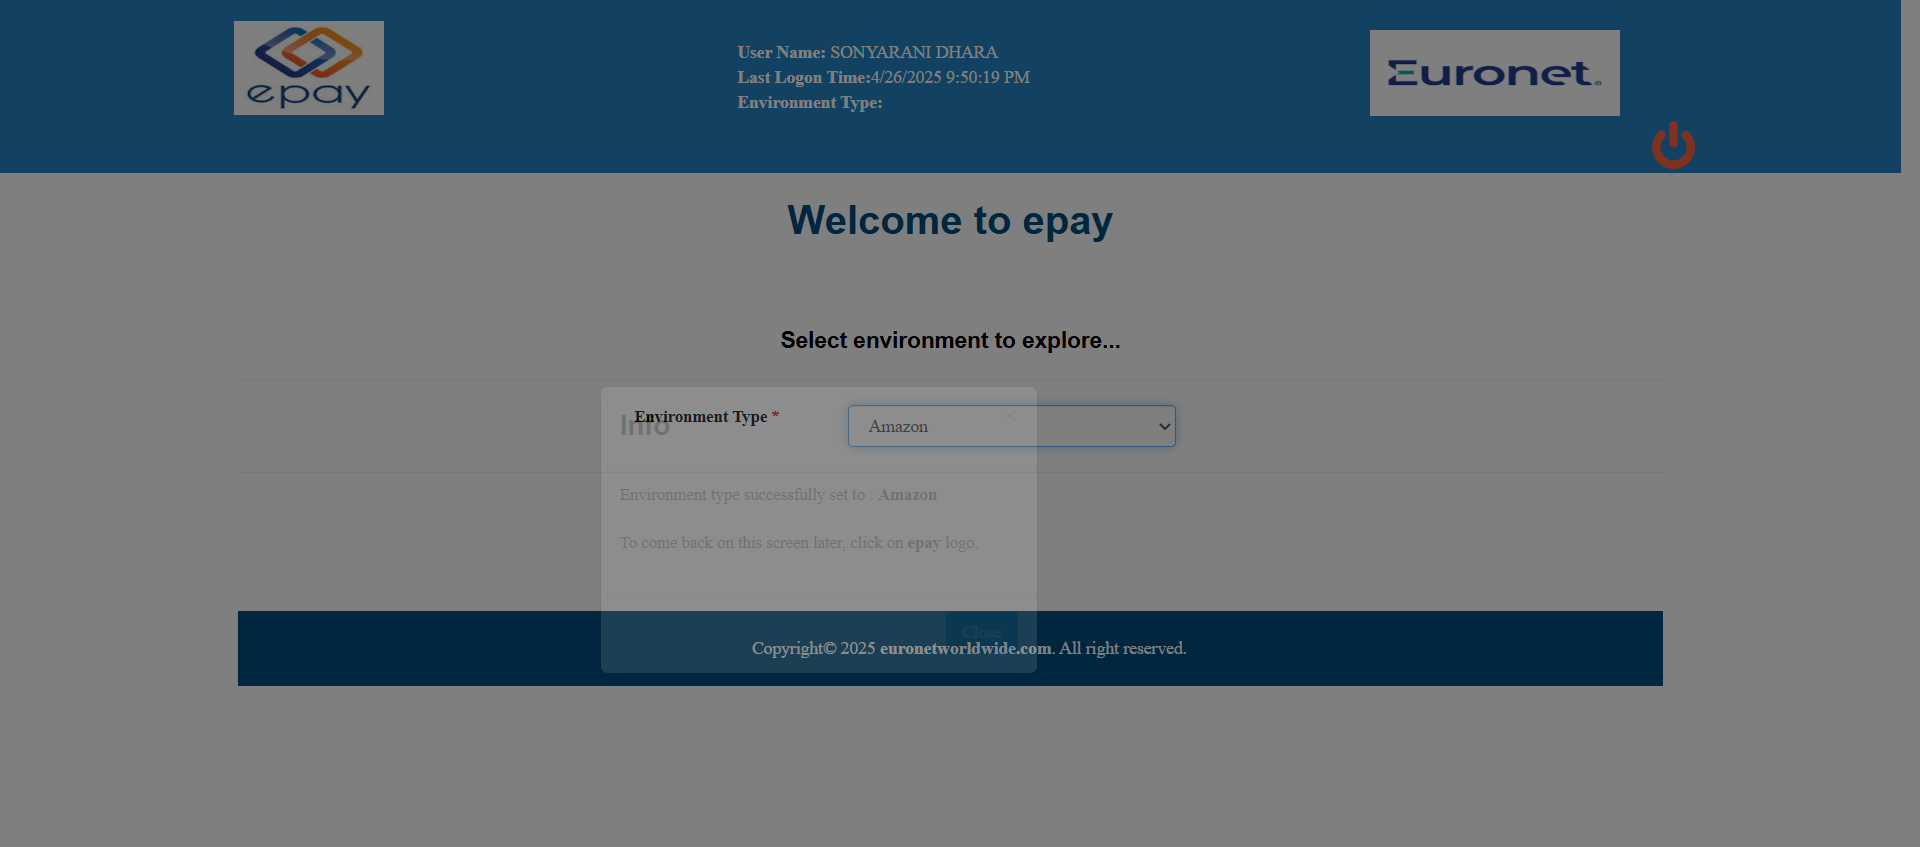 epay
User Name: SONYARANI DHARA
Last Logon Time:4/26/2025 9:50:19 PM
Environment Type:
Euronet
Welcome to epay
Select environment to explore...
Info
×
Environment Type *
Amazon
Environment type successfully set to : Amazon
To come back on this screen later, click on epay logo.
Close
Copyright© 2025 euronetworldwide.com. All right reserved.